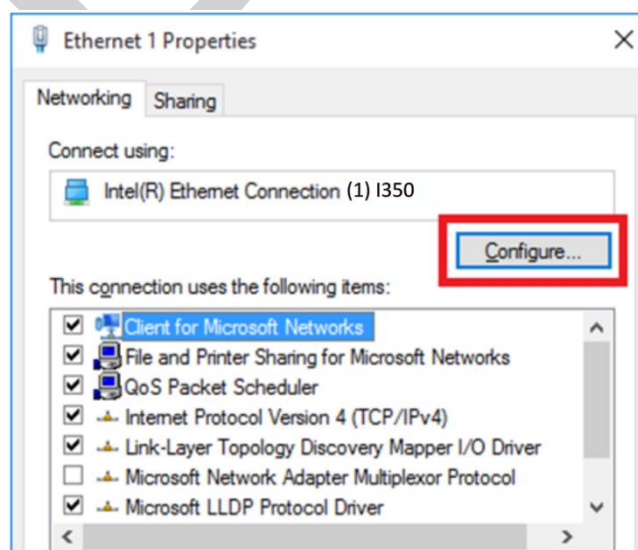 Ethernet 1 Properties
Networking Sharing
Connect using:
Intel(R) Ethernet Connection (1) I350
Configure...
This connection uses the following items:
Client for Microsoft Networks
File and Printer Sharing for Microsoft Networks
QoS Packet Scheduler
Internet Protocol Version 4 (TCP/IPv4)
Link-Layer Topology Discovery Mapper I/O Driver
Microsoft Network Adapter Multiplexor Protocol
Microsoft LLDP Protocol Driver